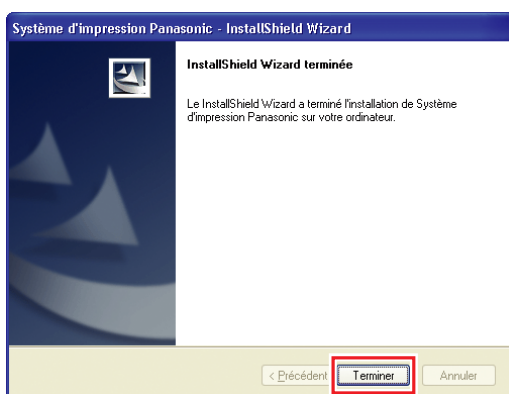 Système d'impression Panasonic - InstallShield Wizard
InstallShield Wizard terminée
Le InstallShield Wizard a terminé l'installation de Système
d'impression Panasonic sur votre ordinateur.
< Précédent Terminer Annuler